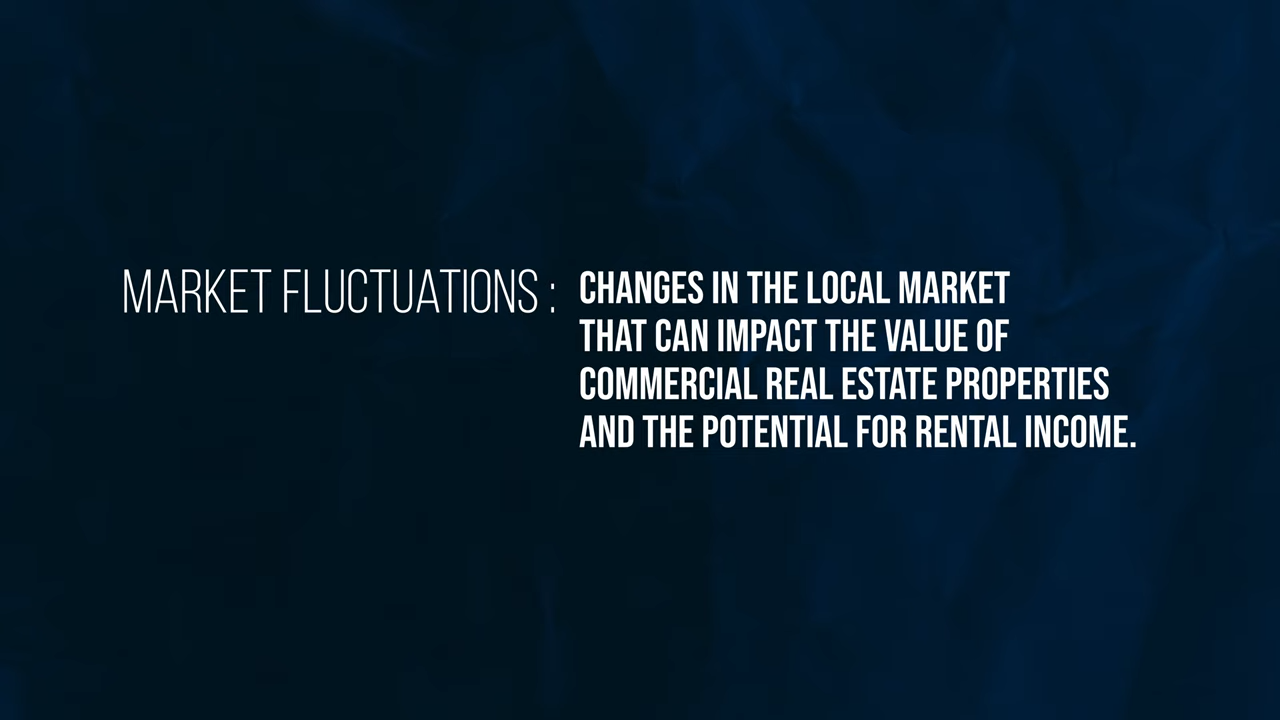 MARKET FLUCTUATIONS : CHANGES IN THE LOCAL MARKET
THAT CAN IMPACT THE VALUE OF
COMMERCIAL REAL ESTATE PROPERTIES
AND THE POTENTIAL FOR RENTAL INCOME.